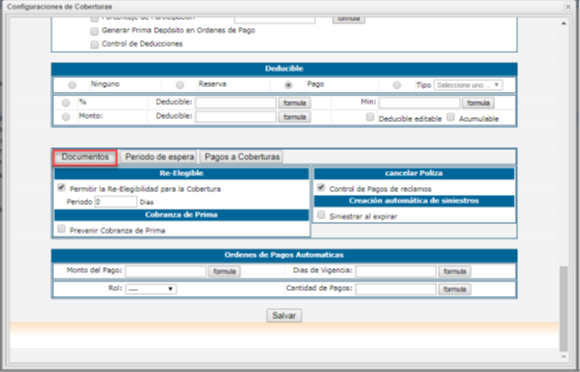 Configuraciones de Coberturas
Porcentaje de Participación formula
Generar Prima Depósito en Ordenes de Pago
Control de Deducciones
Deducible
Ninguno Reserva Pago Tipo Seleccione uno ...
% Deducible: formula Min: formula
Monto: Deducible: formula Deducible editable Acumulable
Documentos Periodo de espera Pagos a Coberturas
Re-Elegible cancelar Poliza
Permitir la Re-Elegibilidad para la Cobertura Control de Pagos de reclamos
Periodo 0 Dias Creación automática de siniestros
Cobranza de Prima Siniestrar al expirar
Prevenir Cobranza de Prima
Ordenes de Pagos Automaticas
Monto del Pago: formula Dias de Vigencia: formula
Rol: ---- Cantidad de Pagos: formula
Salvar